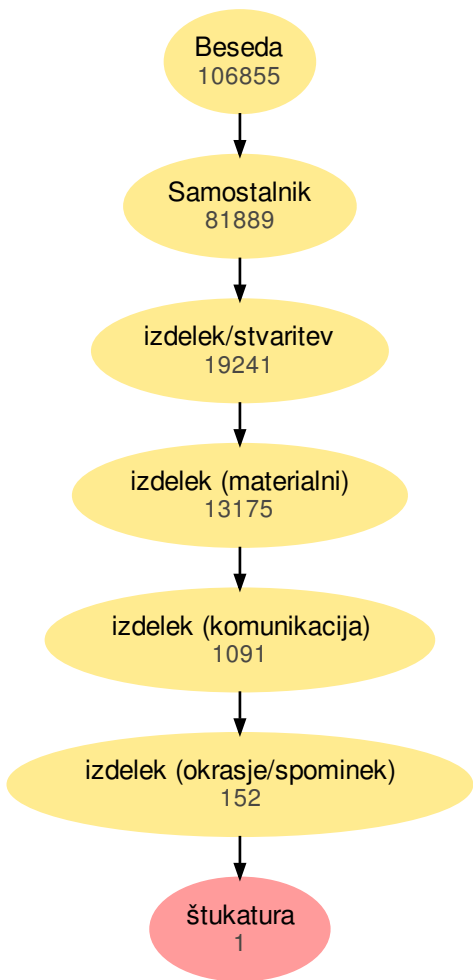 Beseda
106855
Samostalnik
81889
izdelek/stvaritev
19241
izdelek (materialni)
13175
izdelek (komunikacija)
1091
izdelek (okrasje/spominek)
152
štukatura
1